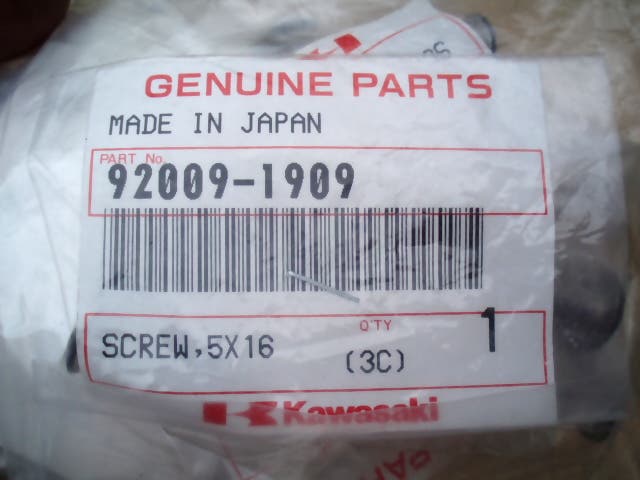 GENUINE PARTS
MADE IN JAPAN
PART No.
92009-1909
SCREW,5X16
Q'TY
(3C)
1
Kawasaki